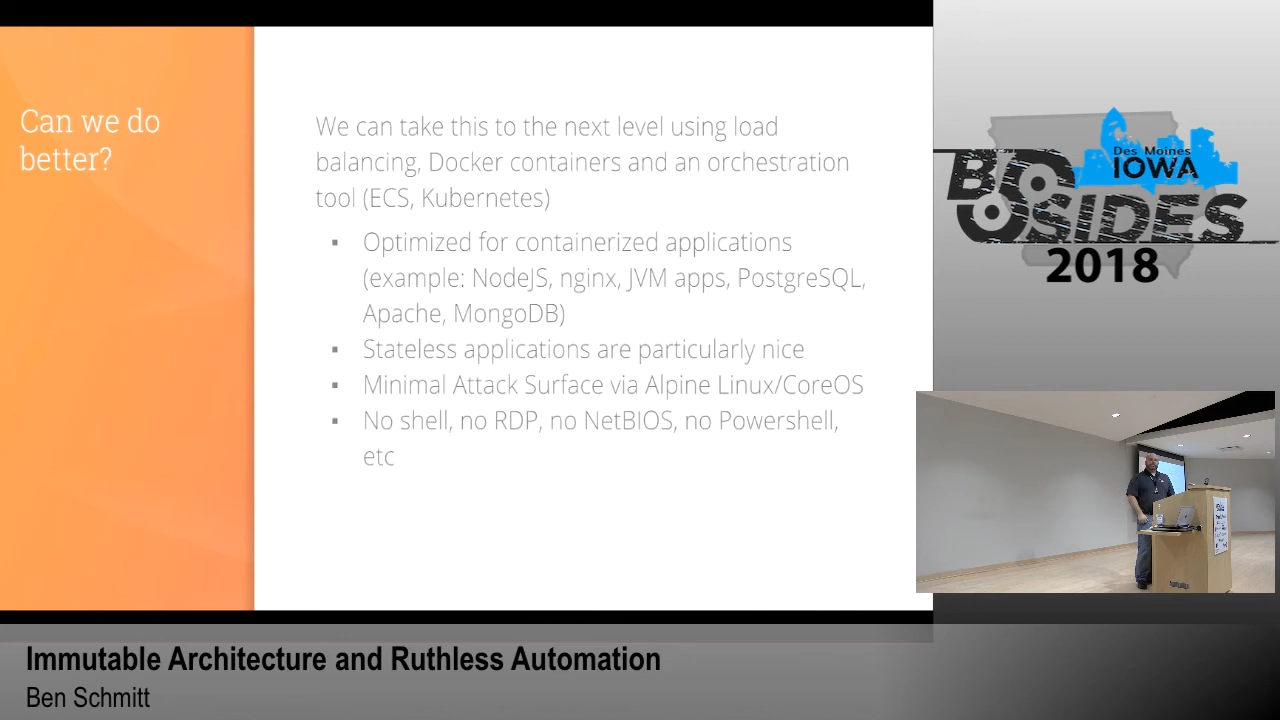 Can we do
better?
We can take this to the next level using load
balancing, Docker containers and an orchestration
tool (ECS, Kubernetes)
▪ Optimized for containerized applications
(example: NodeJS, nginx, JVM apps, PostgreSQL,
Apache, MongoDB)
▪ Stateless applications are particularly nice
▪ Minimal Attack Surface via Alpine Linux/CoreOS
▪ No shell, no RDP, no NetBIOS, no Powershell,
etc
Des Moines
IOWA
BSIDES
2018
Immutable Architecture and Ruthless Automation
Ben Schmitt